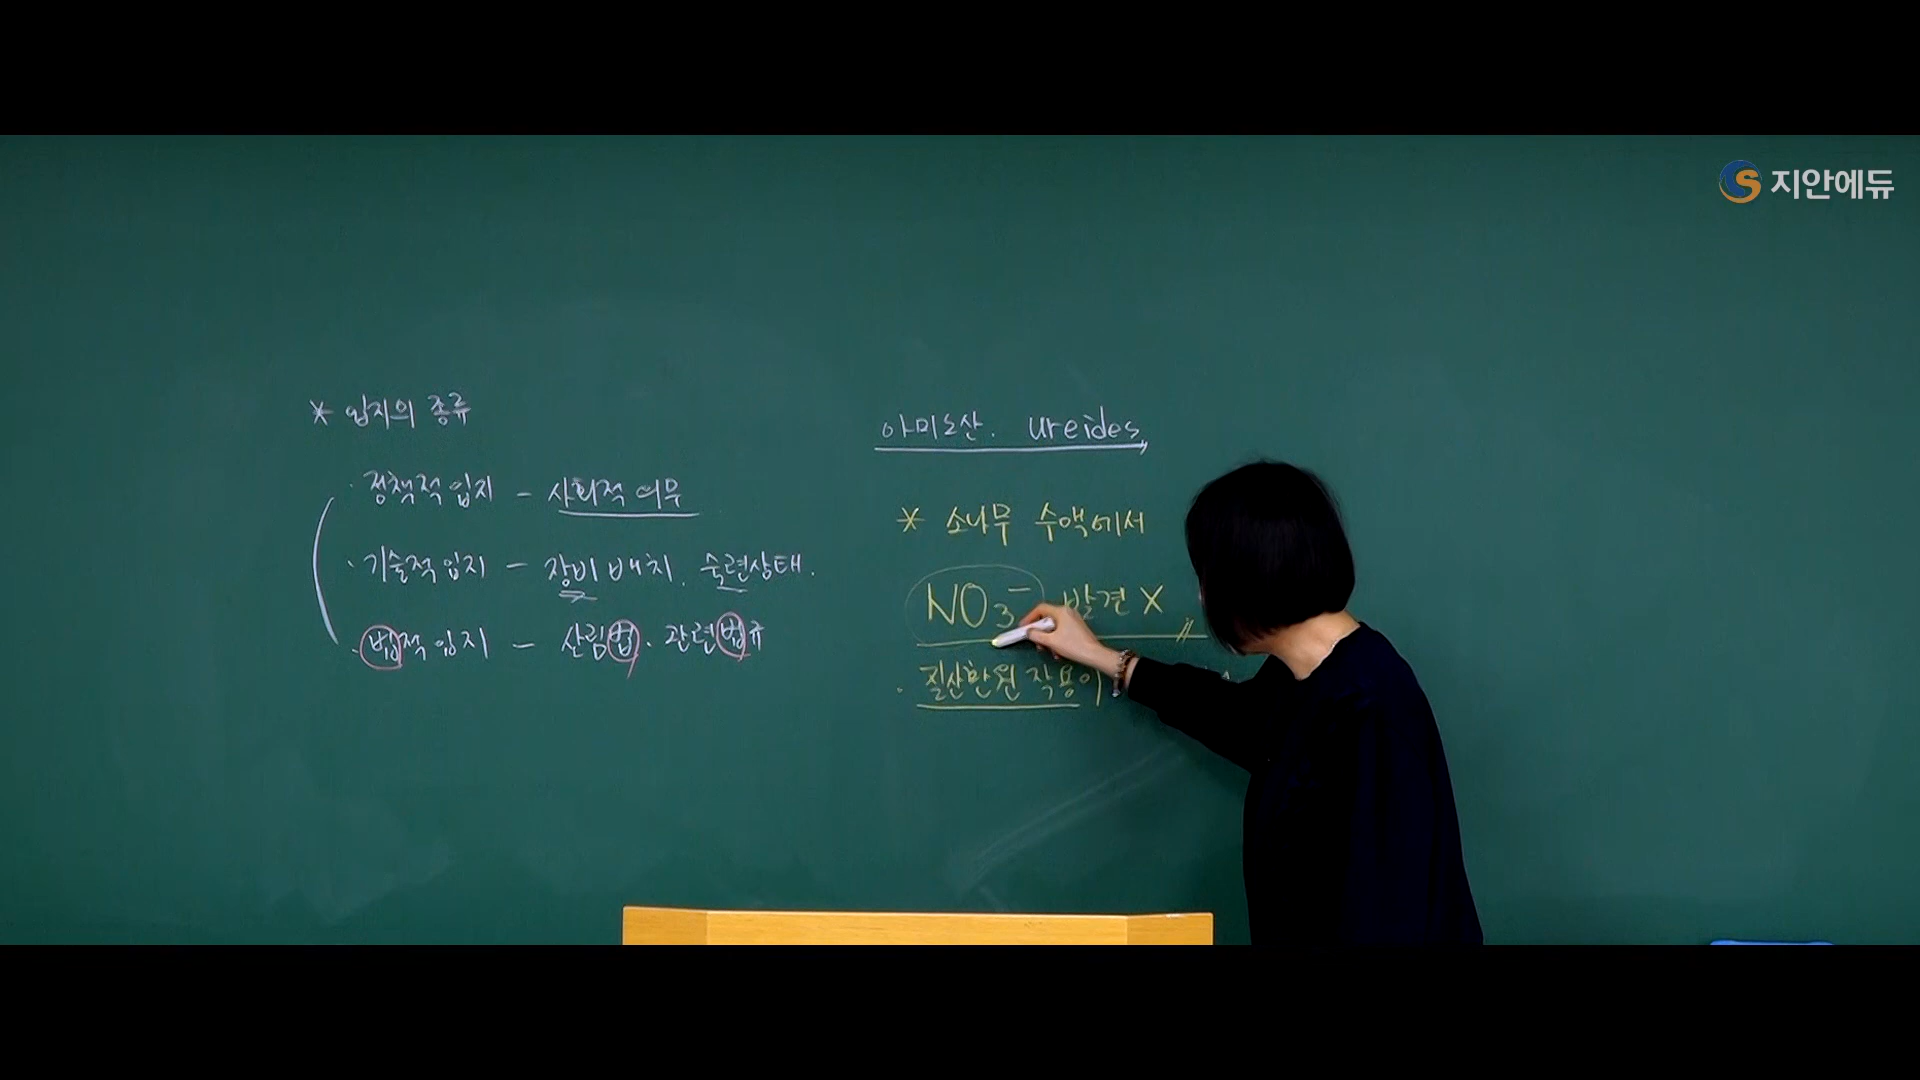 지안에듀
* 입지의 종류
· 정책적 입지 - 사회적 여무
· 기술적 입지 - 장비 배치. 숙련상태.
· 법적 입지 - 산림법. 관련법규
아미노산. ureides
* 소나무 수액에서
NO₃⁻ 발견 X
· 질산환원 작용이